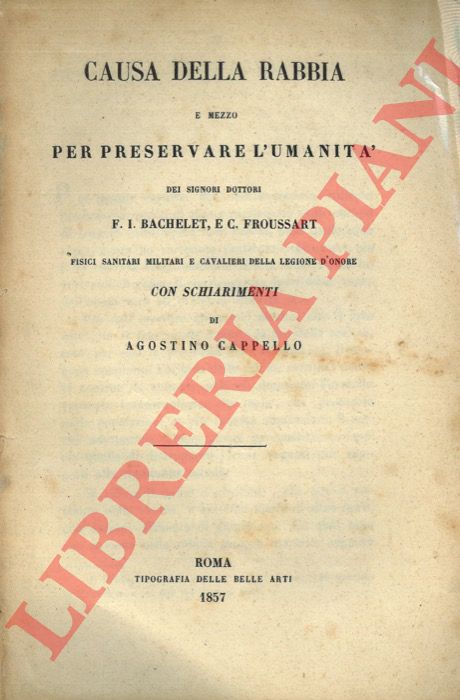 CAUSA DELLA RABBIA
E MEZZO
PER PRESERVARE L'UMANITA'
DEI SIGNORI DOTTORI
F. I. BACHELET, E C. FROUSSART
FISICI SANITARI MILITARI E CAVALIERI DELLA LEGIONE D'ONORE
CON SCHIARIMENTI
DI
AGOSTINO CAPPELLO
ROMA
TIPOGRAFIA DELLE BELLE ARTI
1857
LIBRERIA PIANI